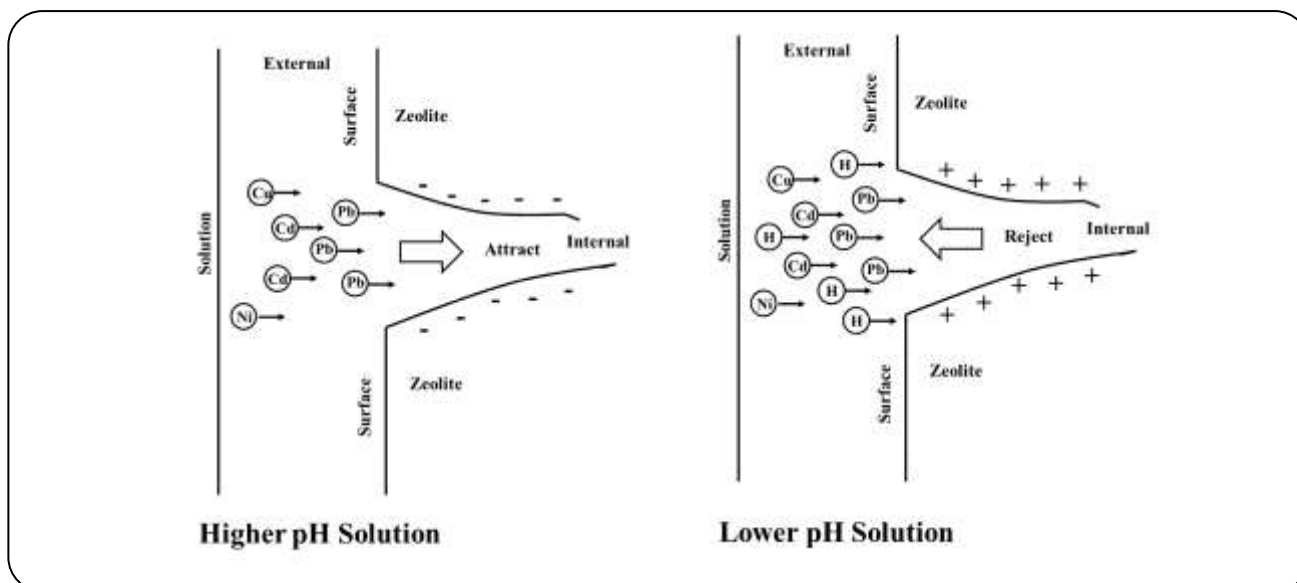 External
Surface
Zeolite
Cu
Pb
Cd
Solution
Pb
Attract
Internal
Cd
Pb
Ni
Surface
Zeolite
Higher pH Solution
External
Surface
Zeolite
H
Cu
Pb
Cd
Solution
H
Pb
Reject
Internal
Cd
Pb
H
Ni
H
Surface
Zeolite
Lower pH Solution